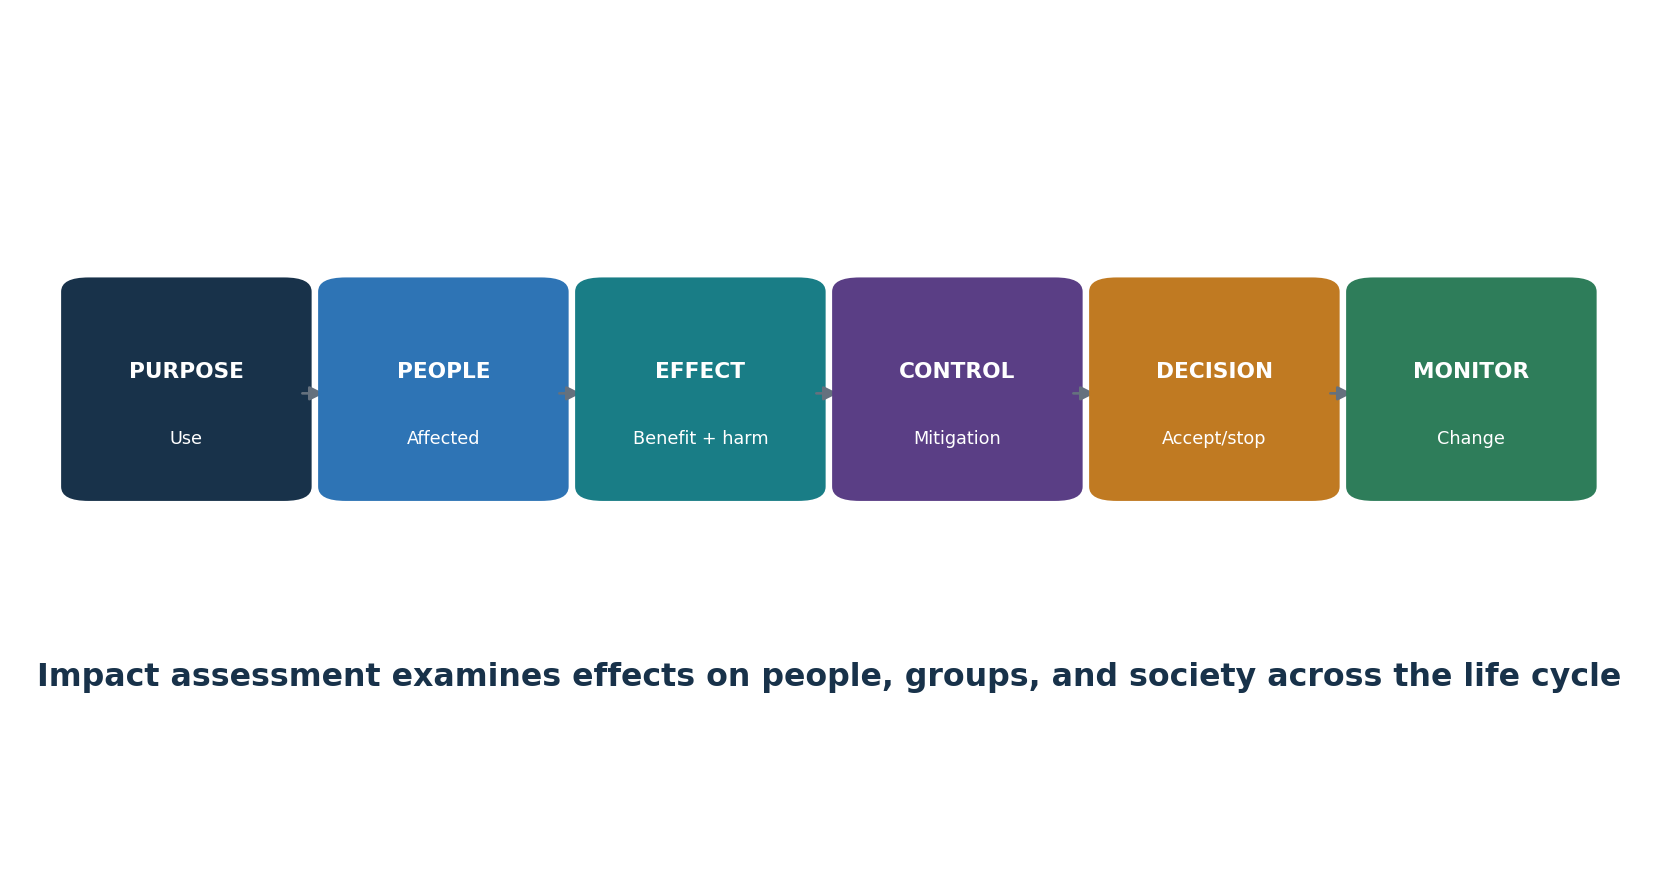 PURPOSE
Use
PEOPLE
Affected
EFFECT
Benefit + harm
CONTROL
Mitigation
DECISION
Accept/stop
MONITOR
Change
Impact assessment examines effects on people, groups, and society across the life cycle